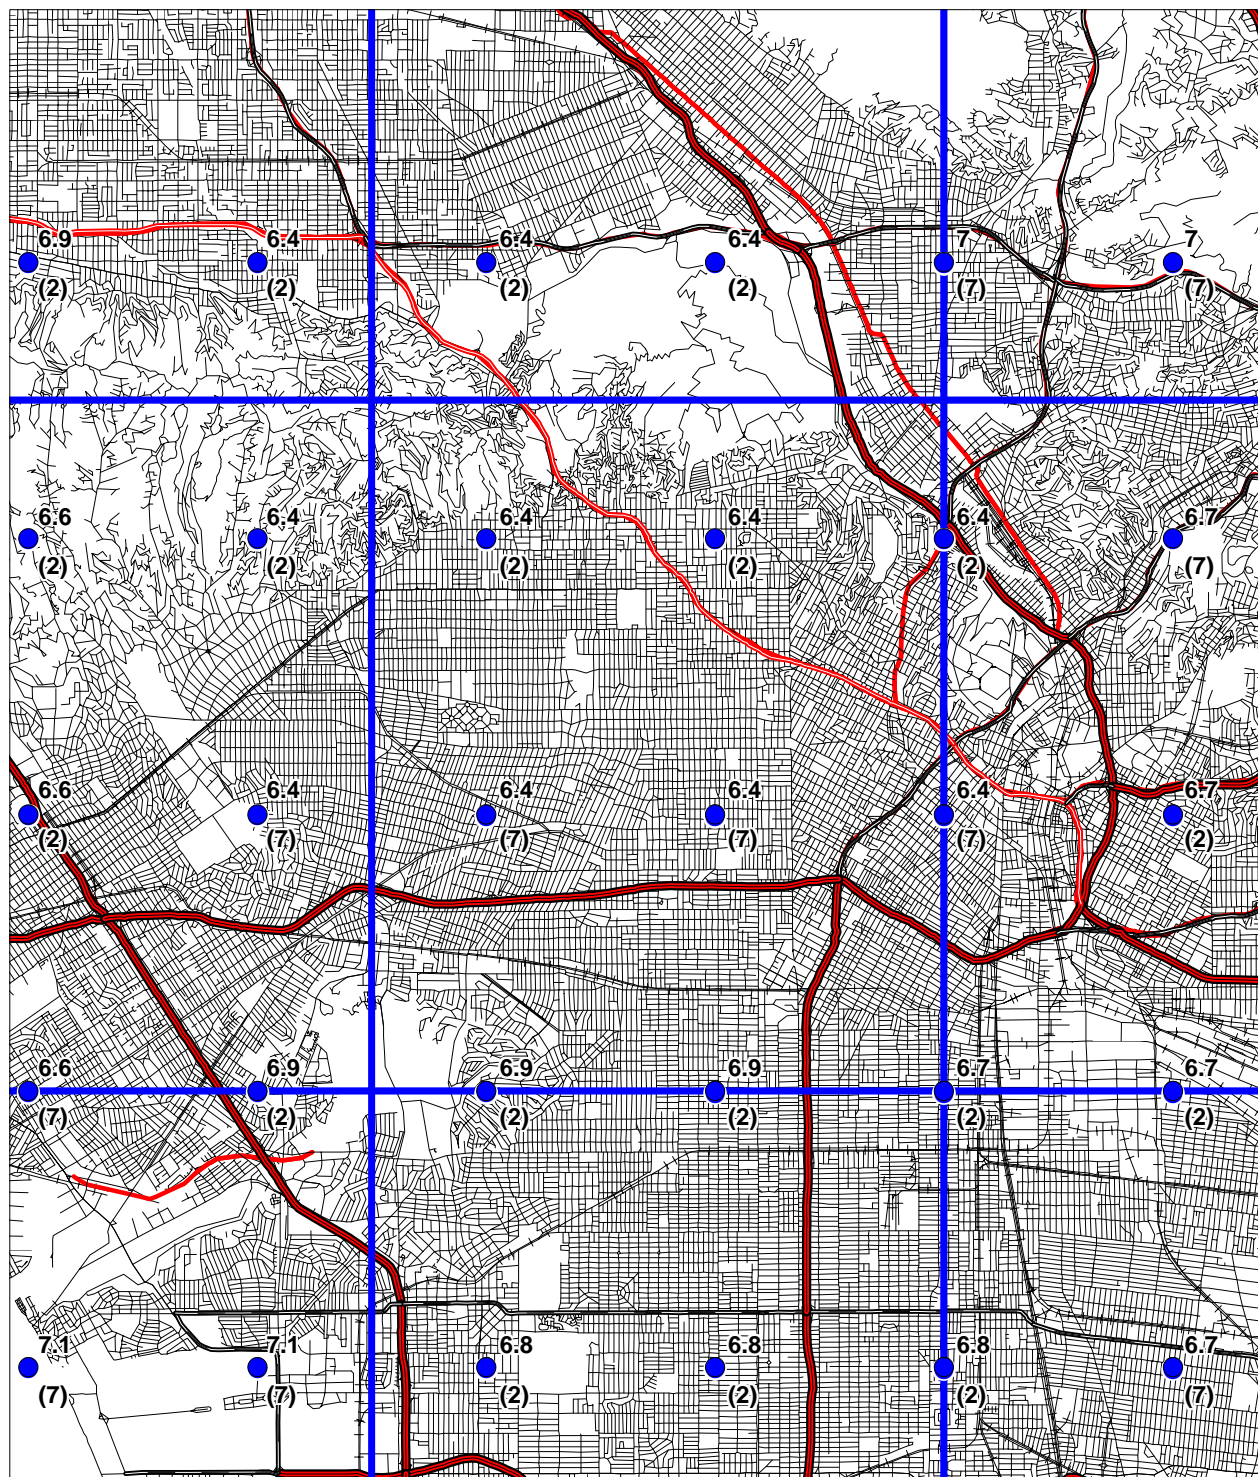 6.9 6.4 6.4 6.4 7 7
(2) (2) (2) (2) (7) (7)
6.6 6.4 6.4 6.4 6.4 6.7
(2) (2) (2) (2) (2) (7)
6.6 6.4 6.4 6.4 6.4 6.7
(2) (7) (7) (7) (7) (2)
6.6 6.9 6.9 6.9 6.7 6.7
(7) (2) (2) (2) (2) (2)
7.1 7.1 6.8 6.8 6.8 6.7
(7) (7) (2) (2) (2) (7)